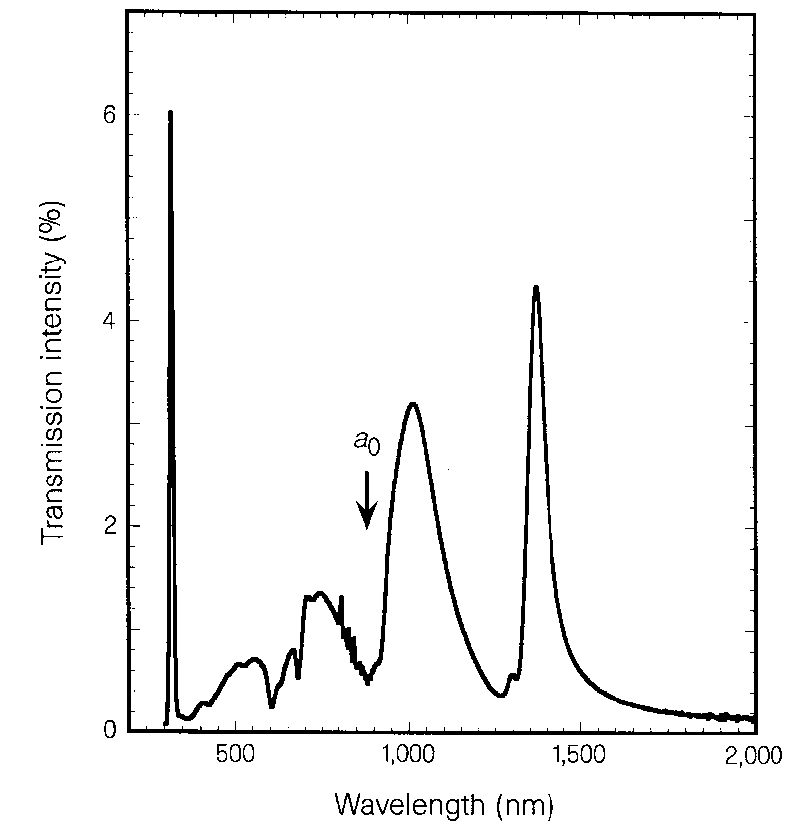 Transmission intensity (%)
6
4
2
0
a0
500
1,000
1,500
2,000
Wavelength (nm)